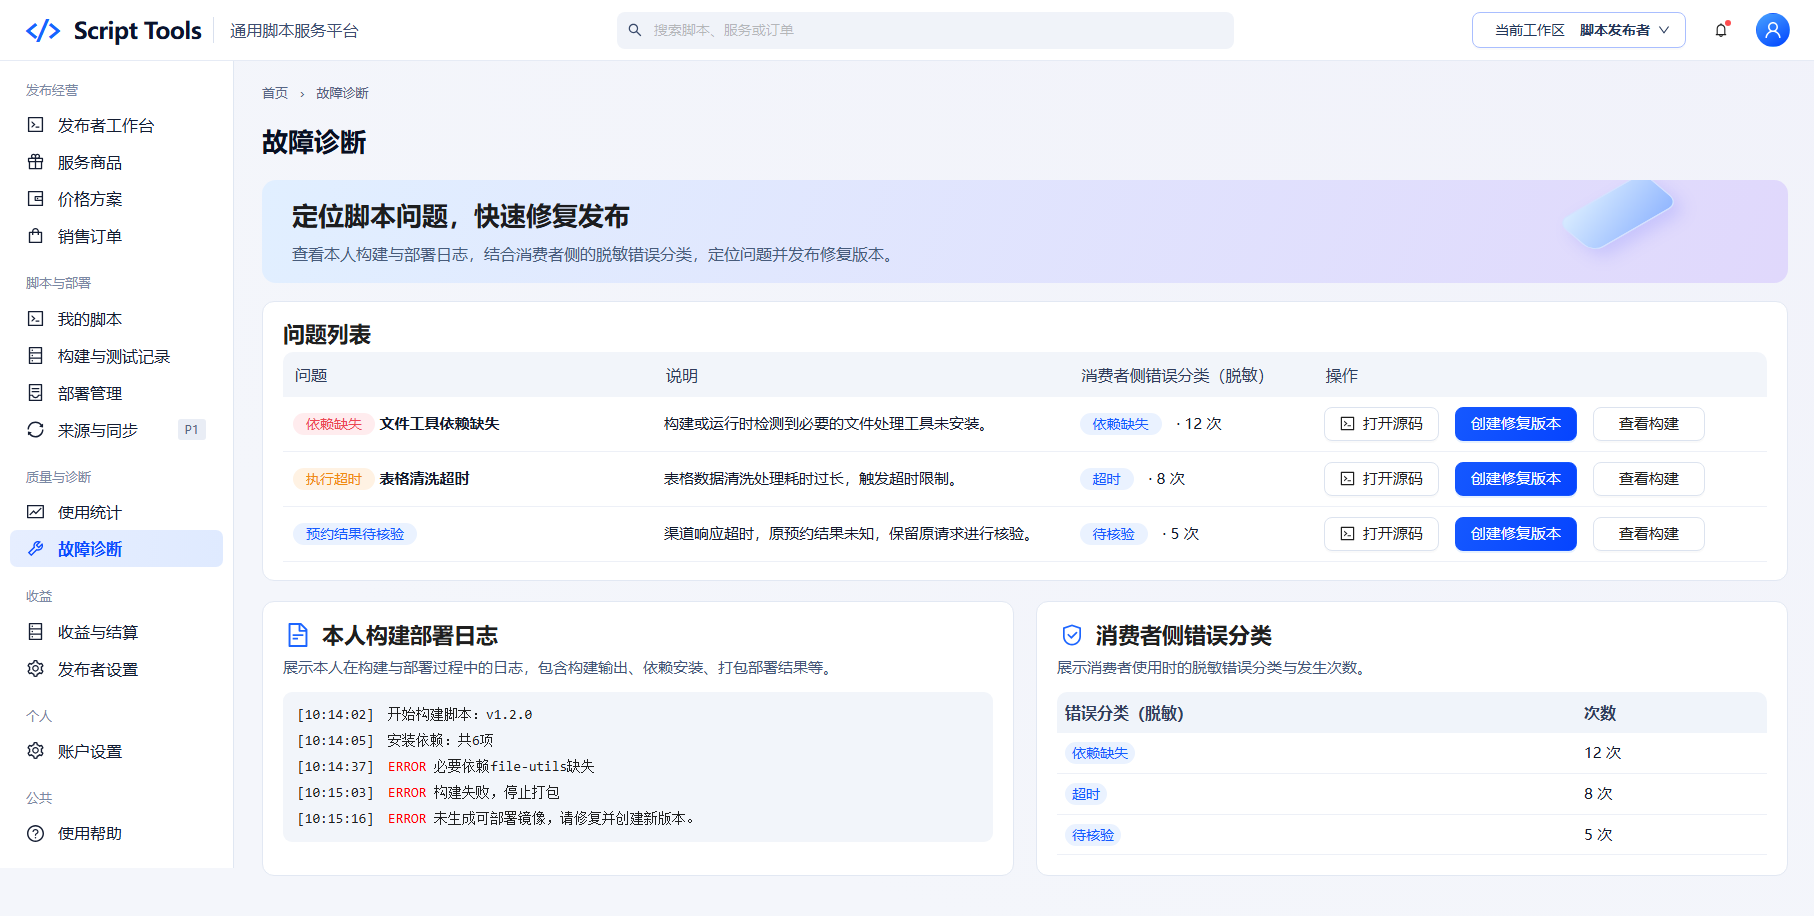 Script Tools
通用脚本服务平台
搜索脚本、服务或订单
当前工作区 脚本发布者
发布经营
发布者工作台
服务商品
价格方案
销售订单
脚本与部署
我的脚本
构建与测试记录
部署管理
来源与同步 P1
质量与诊断
使用统计
故障诊断
收益
收益与结算
发布者设置
个人
账户设置
公共
使用帮助
首页 › 故障诊断
故障诊断
定位脚本问题，快速修复发布
查看本人构建与部署日志，结合消费者侧的脱敏错误分类，定位问题并发布修复版本。
问题列表
问题 说明 消费者侧错误分类（脱敏） 操作
依赖缺失 文件工具依赖缺失 构建或运行时检测到必要的文件处理工具未安装。 依赖缺失 · 12 次 打开源码 创建修复版本 查看构建
执行超时 表格清洗超时 表格数据清洗处理耗时过长，触发超时限制。 超时 · 8 次 打开源码 创建修复版本 查看构建
预约结果待核验 渠道响应超时，原预约结果未知，保留原请求进行核验。 待核验 · 5 次 打开源码 创建修复版本 查看构建
本人构建部署日志
展示本人在构建与部署过程中的日志，包含构建输出、依赖安装、打包部署结果等。
[10:14:02] 开始构建脚本：v1.2.0
[10:14:05] 安装依赖：共6项
[10:14:37] ERROR 必要依赖file-utils缺失
[10:15:03] ERROR 构建失败，停止打包
[10:15:16] ERROR 未生成可部署镜像，请修复并创建新版本。
消费者侧错误分类
展示消费者使用时的脱敏错误分类与发生次数。
错误分类（脱敏） 次数
依赖缺失 12 次
超时 8 次
待核验 5 次